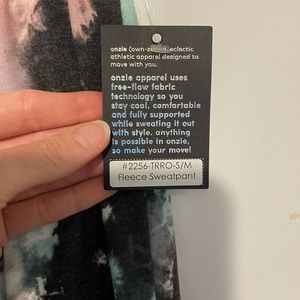 onzie (own-zee), eclectic
athletic apparel designed
to move with you.
onzie apparel uses
free-flow fabric
technology so you
stay cool, comfortable
and fully supported
while sweating it out
with style. anything
is possible in onzie,
so make your move!
#2256-TRRO-S/M
Fleece Sweatpant